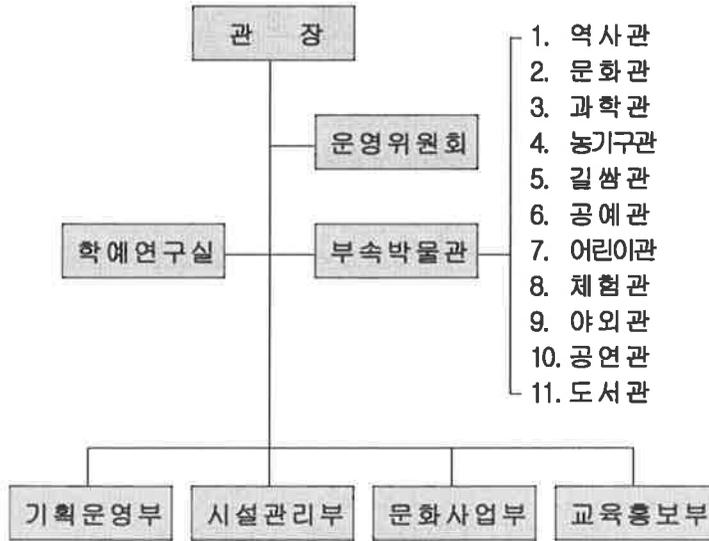 관 장
운영위원회
학예연구실
부속박물관
1. 역사관
2. 문화관
3. 과학관
4. 농기구관
5. 길쌈관
6. 공예관
7. 어린이관
8. 체험관
9. 야외관
10. 공연관
11. 도서관
기획운영부
시설관리부
문화사업부
교육홍보부